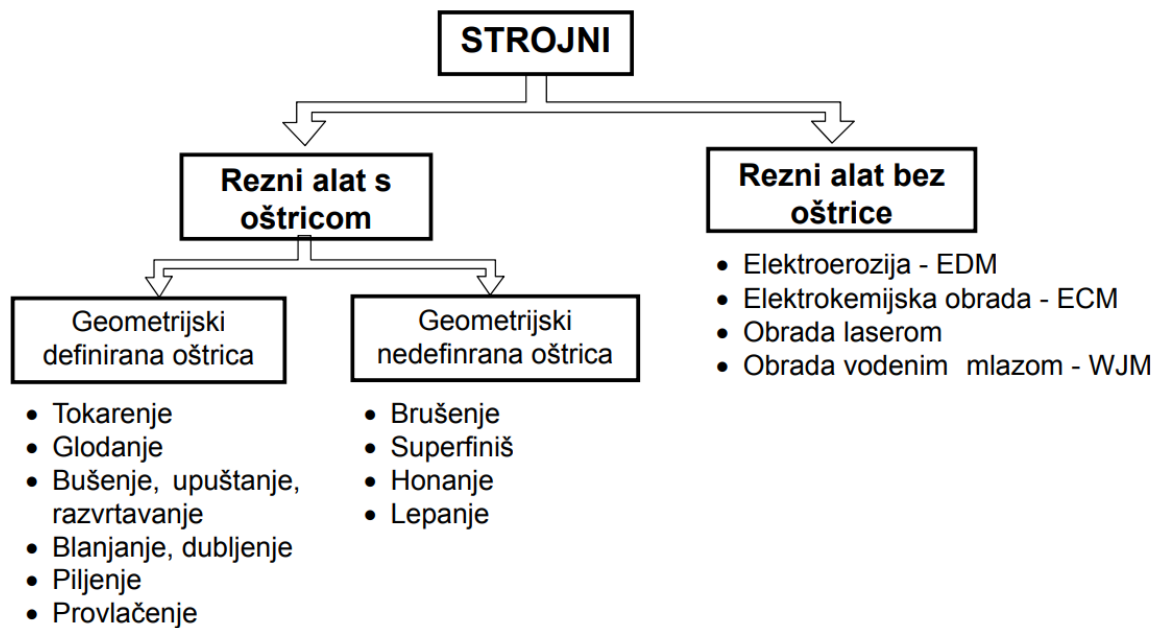 STROJNI
Rezni alat s
oštricom
Rezni alat bez
oštrice
Geometrijski
definirana oštrica
Geometrijski
nedefinrana oštrica
• Elektroerozija - EDM
• Elektrokemijska obrada - ECM
• Obrada laserom
• Obrada vodenim mlazom - WJM
• Tokarenje
• Glodanje
• Bušenje, upuštanje,
razvrtavanje
• Blanjanje, dubljenje
• Piljenje
• Provlačenje
• Brušenje
• Superfiniš
• Honanje
• Lepanje